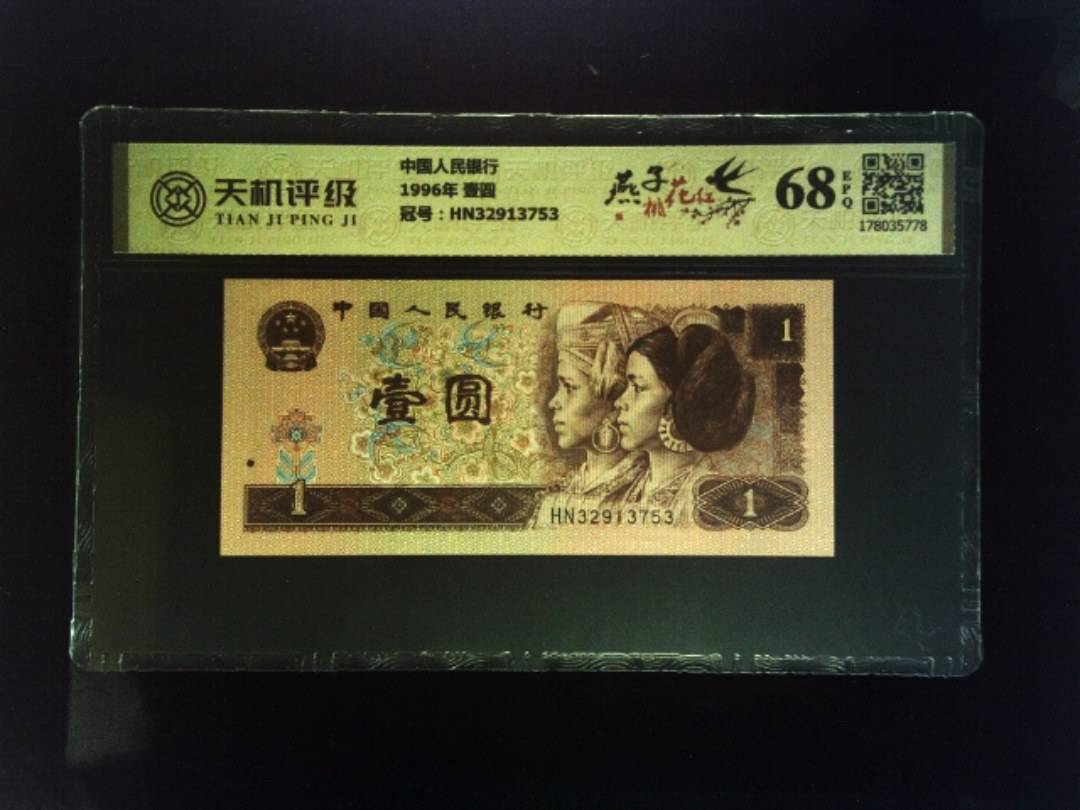 天机评级
TIAN JI PING JI
中国人民银行
1996年 壹圆
冠号：HN32913753
燕子桃花红
68
EPQ
178035778
中国人民银行
壹圆
1
1
HN32913753
1